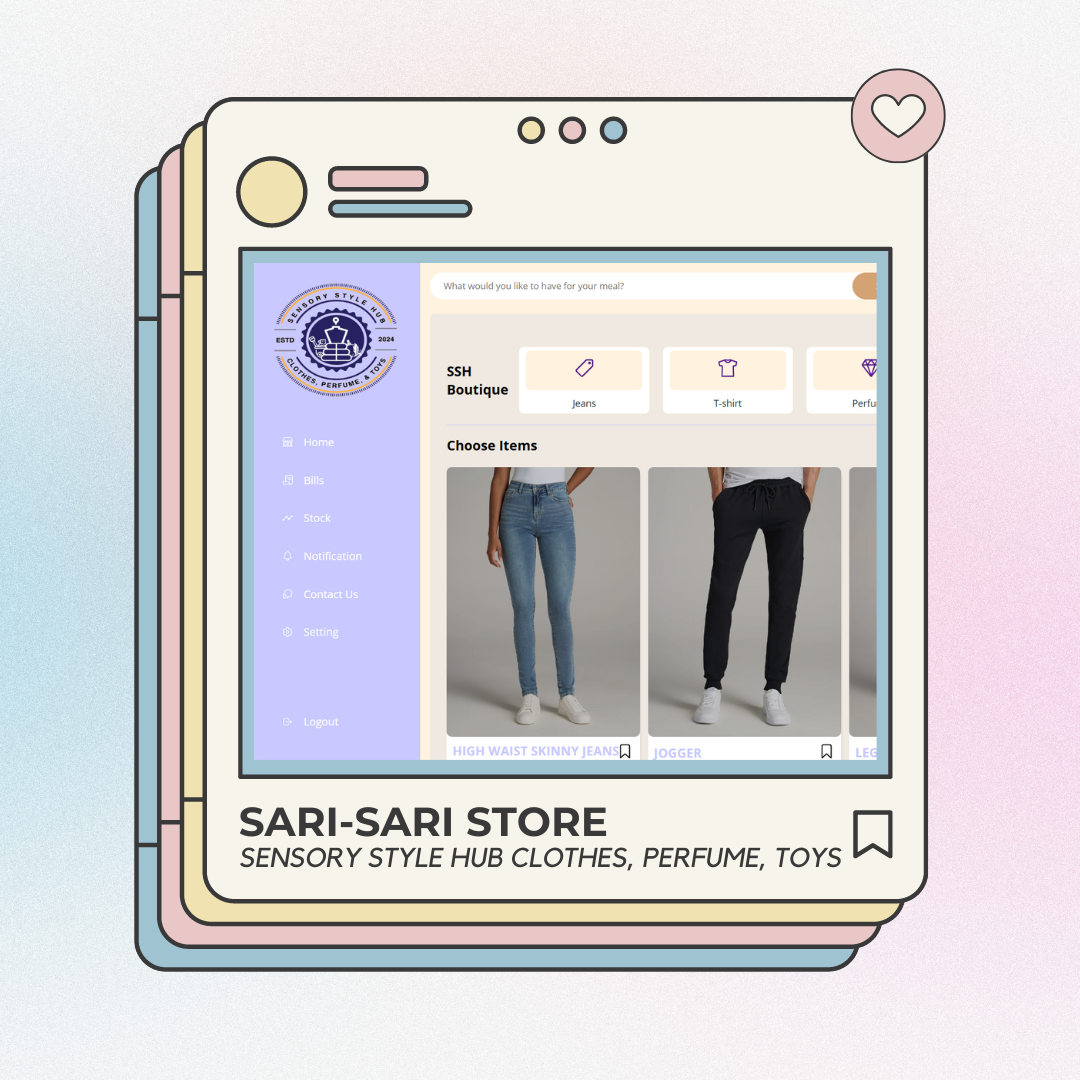 SENSORY STYLE HUB
ESTD 2024
CLOTHES, PERFUME, & TOYS
Home
Bills
Stock
Notification
Contact Us
Setting
Logout
What would you like to have for your meal?
SSH
Boutique
Jeans
T-shirt
Perfu
Choose Items
HIGH WAIST SKINNY JEANS
JOGGER
LEG
SARI-SARI STORE
SENSORY STYLE HUB CLOTHES, PERFUME, TOYS